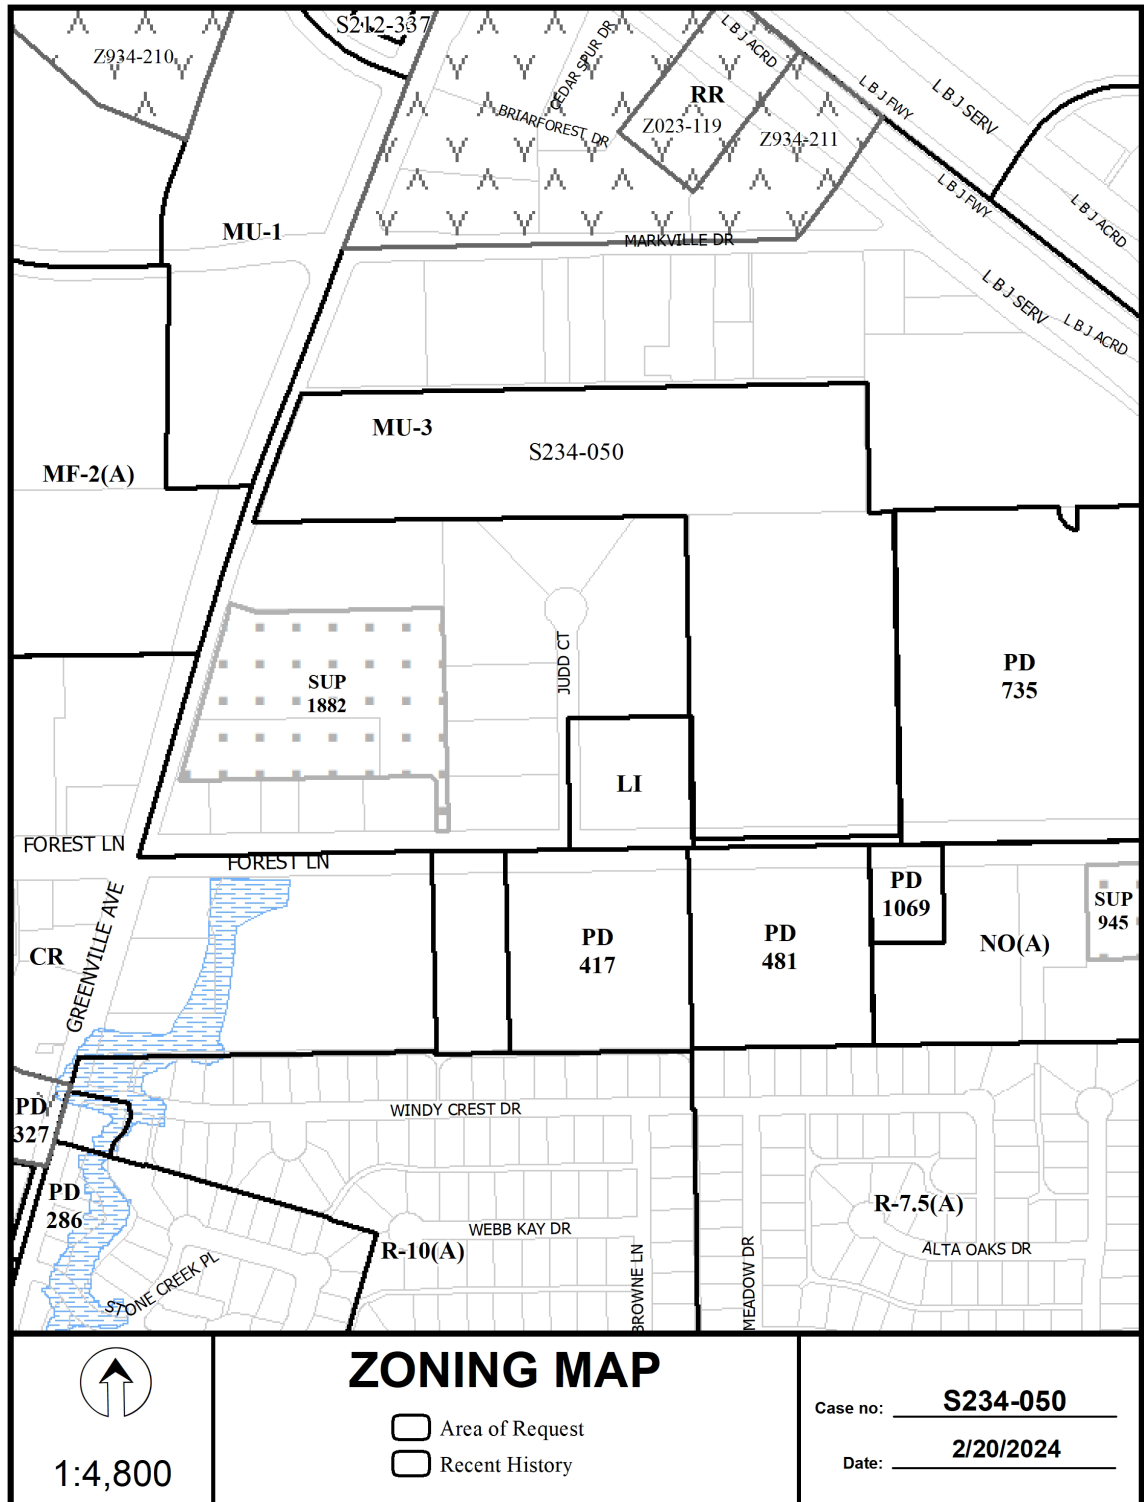 S212-337
Z934-210
CEDAR SPUR DR
L B J ACRD
L B J FWY
L B J SERV
RR
BRIARFOREST DR
Z023-119
Z934-211
L B J FWY
L B J ACRD
MU-1
MARKVILLE DR
L B J SERV
L B J ACRD
MU-3
S234-050
MF-2(A)
JUDD CT
PD
735
SUP
1882
LI
FOREST LN
FOREST LN
GREENVILLE AVE
PD
1069
SUP
945
PD
417
PD
481
NO(A)
CR
PD
327
WINDY CREST DR
PD
286
R-7.5(A)
WEBB KAY DR
R-10(A)
ALTA OAKS DR
STONE CREEK PL
BROWNE LN
MEADOW DR
ZONING MAP
Area of Request
Recent History
1:4,800
Case no: S234-050
Date: 2/20/2024